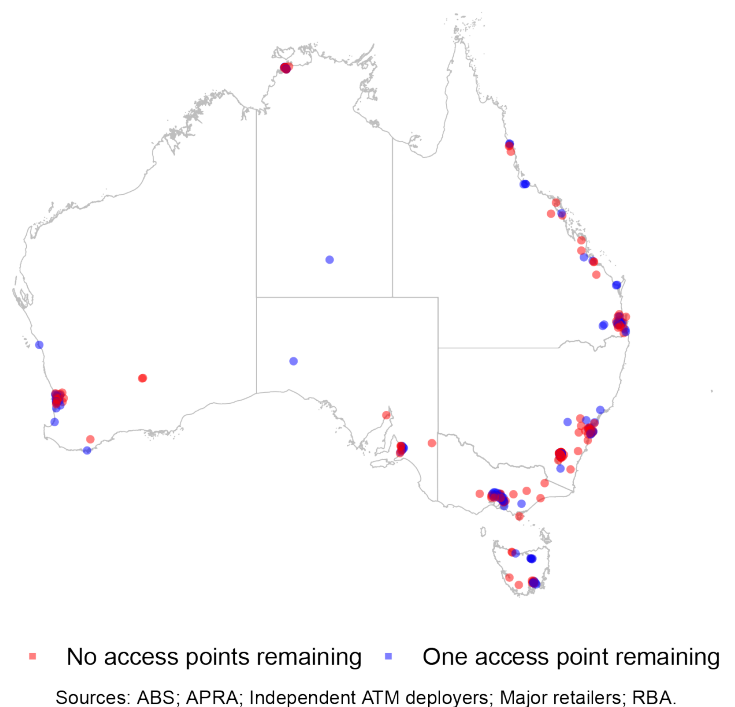 No access points remaining One access point remaining
Sources: ABS; APRA; Independent ATM deployers; Major retailers; RBA.